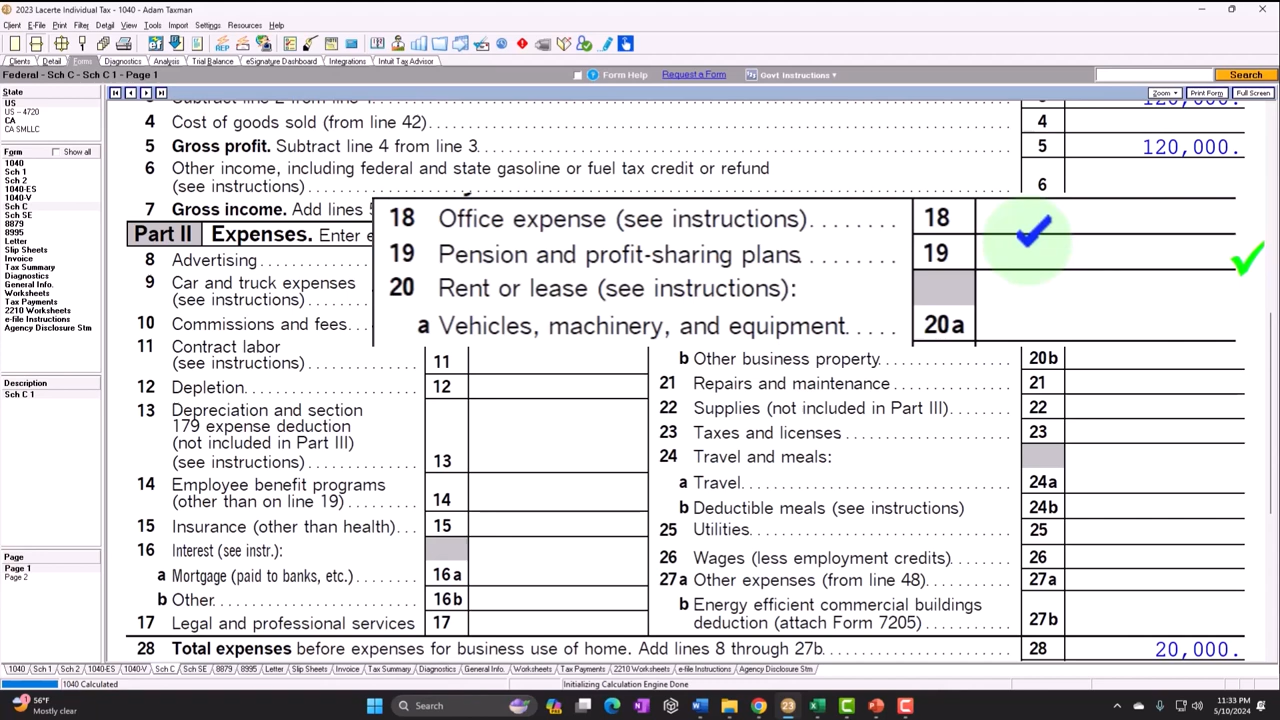 2023 Lacerte Individual Tax - 1040 - Adam Taxman
Client E-File Print Filter Detail View Tools Import Settings Resources Help
Clients Detail Forms Diagnostics Analysis Trial Balance eSignature Dashboard Integrations Intuit Tax Advisor
Federal - Sch C - Sch C 1 - Page 1
Form Help Request a Form Govt Instructions Search
Zoom Print Form Full Screen
State
US
US - 4720
CA
CA SMLLC
Form Show all
1040
Sch 1
Sch 2
1040-ES
1040-V
Sch C
Sch SE
8879
8995
Letter
Slip Sheets
Invoice
Tax Summary
Diagnostics
General Info.
Worksheets
Tax Payments
2210 Worksheets
e-file Instructions
Agency Disclosure Stm
Description
Sch C 1
Page
Page 1
Page 2
3 Subtract line 2 from line 1 3 120,000.
4 Cost of goods sold (from line 42) 4
5 Gross profit. Subtract line 4 from line 3 5 120,000.
6 Other income, including federal and state gasoline or fuel tax credit or refund
(see instructions) 6
7 Gross income. Add lines
Part II Expenses. Enter e
18 Office expense (see instructions) 18
19 Pension and profit-sharing plans 19
20 Rent or lease (see instructions):
a Vehicles, machinery, and equipment 20a
8 Advertising
9 Car and truck expenses
(see instructions)
10 Commissions and fees
11 Contract labor
(see instructions) 11
12 Depletion 12
13 Depreciation and section
179 expense deduction
(not included in Part III)
(see instructions) 13
14 Employee benefit programs
(other than on line 19) 14
15 Insurance (other than health) 15
16 Interest (see instr.):
a Mortgage (paid to banks, etc.) 16a
b Other 16b
17 Legal and professional services 17
b Other business property 20b
21 Repairs and maintenance 21
22 Supplies (not included in Part III) 22
23 Taxes and licenses 23
24 Travel and meals:
a Travel 24a
b Deductible meals (see instructions) 24b
25 Utilities 25
26 Wages (less employment credits) 26
27a Other expenses (from line 48) 27a
b Energy efficient commercial buildings
deduction (attach Form 7205) 27b
28 Total expenses before expenses for business use of home. Add lines 8 through 27b 28 20,000.
1040 Sch 1 Sch 2 1040-ES 1040-V Sch C Sch SE 8879 8995 Letter Slip Sheets Invoice Tax Summary Diagnostics General Info. Worksheets Tax Payments 2210 Worksheets e-file Instructions Agency Disclosure Stm
1040 Calculated Initializing Calculation Engine Done
56°F
Mostly clear
Search
11:33 PM
5/10/2024